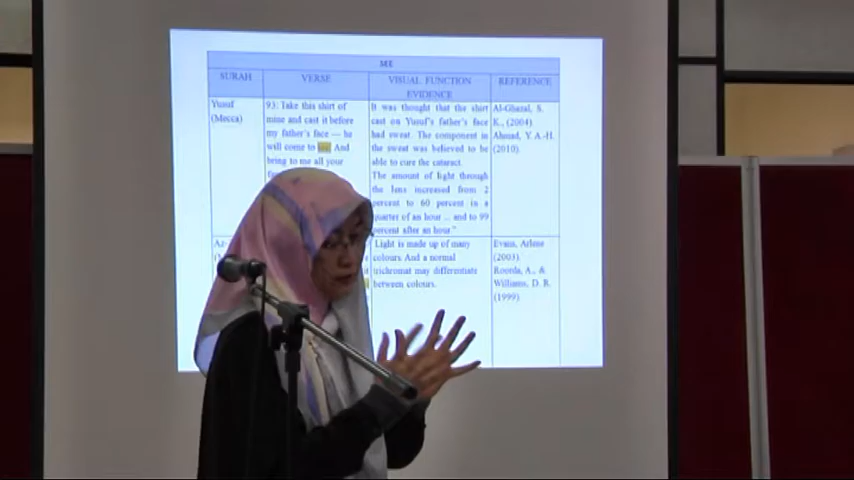 ME
SURAH VERSE VISUAL FUNCTION EVIDENCE REFERENCE
Yusuf
(Mecca)
93: Take this shirt of
mine and cast it before
my father's face — he
will come to see. And
bring to me all your
It was thought that the shirt
cast on Yusuf's father's face
had sweat. The component in
the sweat was believed to be
able to cure the cataract.
The amount of light through
the lens increased from 2
percent to 60 percent in a
quarter of an hour ... and to 99
percent after an hour"
Al-Ghazal, S.
K., (2004)
Ahmad, Y. A.-H.
(2010).
Light is made up of many
colours. And a normal
trichromat may differentiate
between colours.
Evans, Arlene
(2003).
Roorda, A., &
Williams, D. R.
(1999)